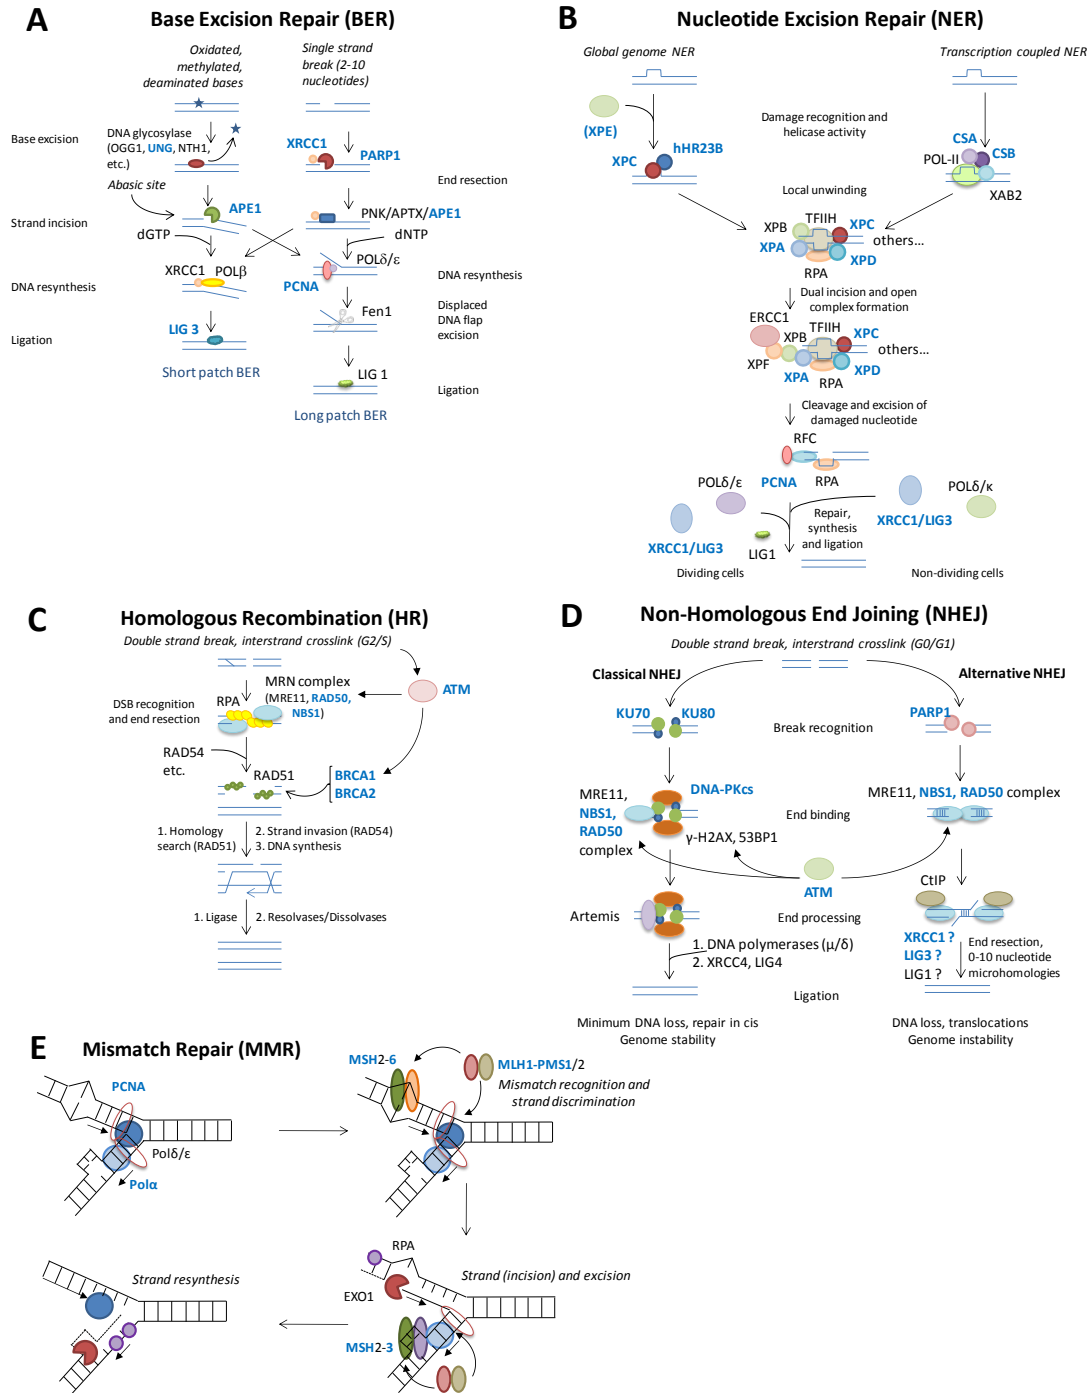 A
Base Excision Repair (BER)
Oxidated,
methylated,
deaminated bases
Single strand
break (2-10
nucleotides)
Base excision
DNA glycosylase
(OGG1, UNG, NTH1,
etc.)
XRCC1
PARP1
End resection
Abasic site
Strand incision
APE1
PNK/APTX/APE1
dGTP
dNTP
XRCC1
POLβ
POLδ/ε
PCNA
DNA resynthesis
DNA resynthesis
Fen1
Displaced
DNA flap
excision
LIG 3
Ligation
Short patch BER
LIG 1
Ligation
Long patch BER
B
Nucleotide Excision Repair (NER)
Global genome NER
Transcription coupled NER
(XPE)
Damage recognition and
helicase activity
XPC
hHR23B
CSA
CSB
POL-II
XAB2
Local unwinding
XPB
TFIIH
XPC
others...
XPA
XPD
RPA
Dual incision and open
complex formation
ERCC1
XPB
TFIIH
XPC
others...
XPF
XPA
RPA
XPD
Cleavage and excision of
damaged nucleotide
RFC
PCNA
RPA
POLδ/ε
POLδ/κ
XRCC1/LIG3
XRCC1/LIG3
Repair,
synthesis
and ligation
LIG1
Dividing cells
Non-dividing cells
C
Homologous Recombination (HR)
Double strand break, interstrand crosslink (G2/S)
MRN complex
(MRE11, RAD50,
NBS1)
ATM
DSB recognition
and end resection
RPA
RAD54
etc.
RAD51
BRCA1
BRCA2
1. Homology
search (RAD51)
2. Strand invasion (RAD54)
3. DNA synthesis
1. Ligase
2. Resolvases/Dissolvases
D
Non-Homologous End Joining (NHEJ)
Double strand break, interstrand crosslink (G0/G1)
Classical NHEJ
Alternative NHEJ
KU70
KU80
PARP1
Break recognition
MRE11,
NBS1,
RAD50
complex
DNA-PKcs
MRE11, NBS1, RAD50 complex
End binding
γ-H2AX, 53BP1
ATM
CtIP
Artemis
End processing
XRCC1 ?
LIG3 ?
LIG1 ?
End resection,
0-10 nucleotide
microhomologies
1. DNA polymerases (μ/δ)
2. XRCC4, LIG4
Ligation
Minimum DNA loss, repair in cis
Genome stability
DNA loss, translocations
Genome instability
E
Mismatch Repair (MMR)
PCNA
Polδ/ε
Polα
MSH2-6
MLH1-PMS1/2
Mismatch recognition and
strand discrimination
RPA
Strand (incision) and excision
EXO1
MSH2-3
Strand resynthesis